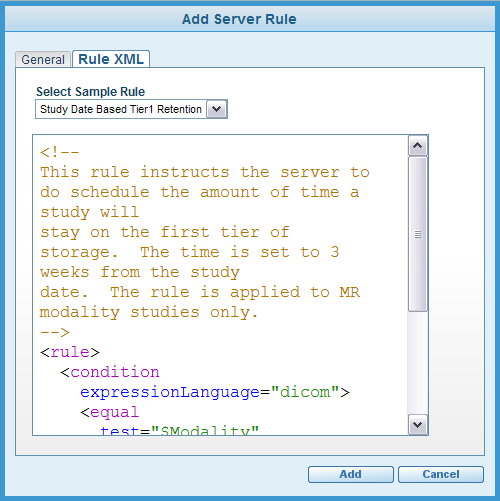 Add Server Rule
General
Rule XML
Select Sample Rule
Study Date Based Tier1 Retention
<!--
This rule instructs the server to
do schedule the amount of time a
study will
stay on the first tier of
storage.  The time is set to 3
weeks from the study
date.  The rule is applied to MR
modality studies only.
-->
<rule>
  <condition
    expressionLanguage="dicom">
    <equal
      test="$Modality"
Add
Cancel